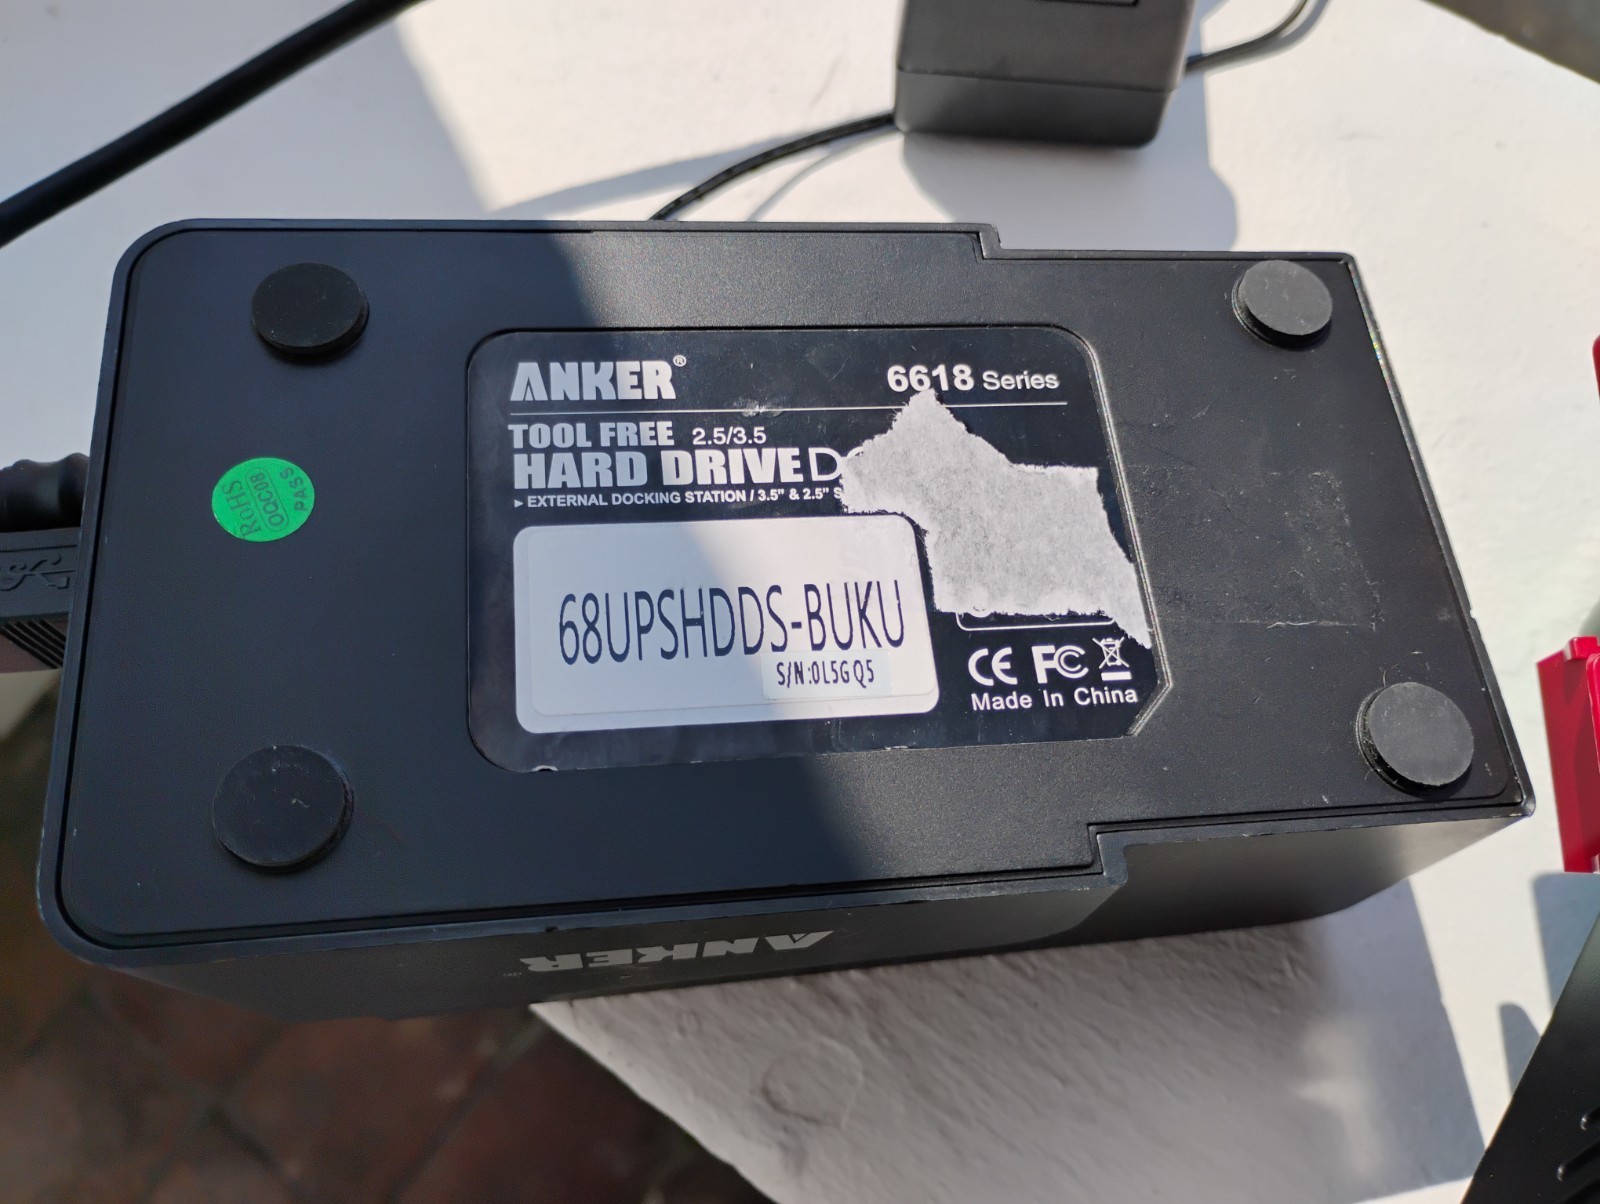 ANKER®
6618 Series
TOOL FREE 2.5/3.5
HARD DRIVE
▸ EXTERNAL DOCKING STATION / 3.5" & 2.5"
68UPSHDDS-BUKU
S/N:0L5GQ5
CE FC
Made In China
RoHS
OQC08
PASS
ANKER